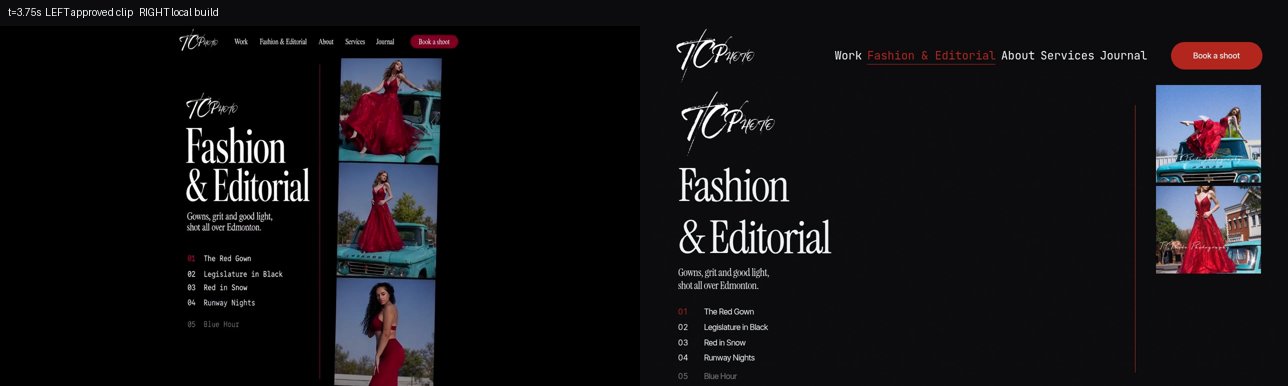 t=3.75s LEFT approved clip RIGHT local build
TCPHOTO
Work Fashion & Editorial About Services Journal Book a shoot
TCPHOTO
Fashion
& Editorial
Gowns, grit and good light,
shot all over Edmonton.
01 The Red Gown
02 Legislature in Black
03 Red in Snow
04 Runway Nights
05 Blue Hour
TCPHOTO
Work Fashion & Editorial About Services Journal Book a shoot
TCPHOTO
Fashion
& Editorial
Gowns, grit and good light,
shot all over Edmonton.
01 The Red Gown
02 Legislature in Black
03 Red in Snow
04 Runway Nights
05 Blue Hour